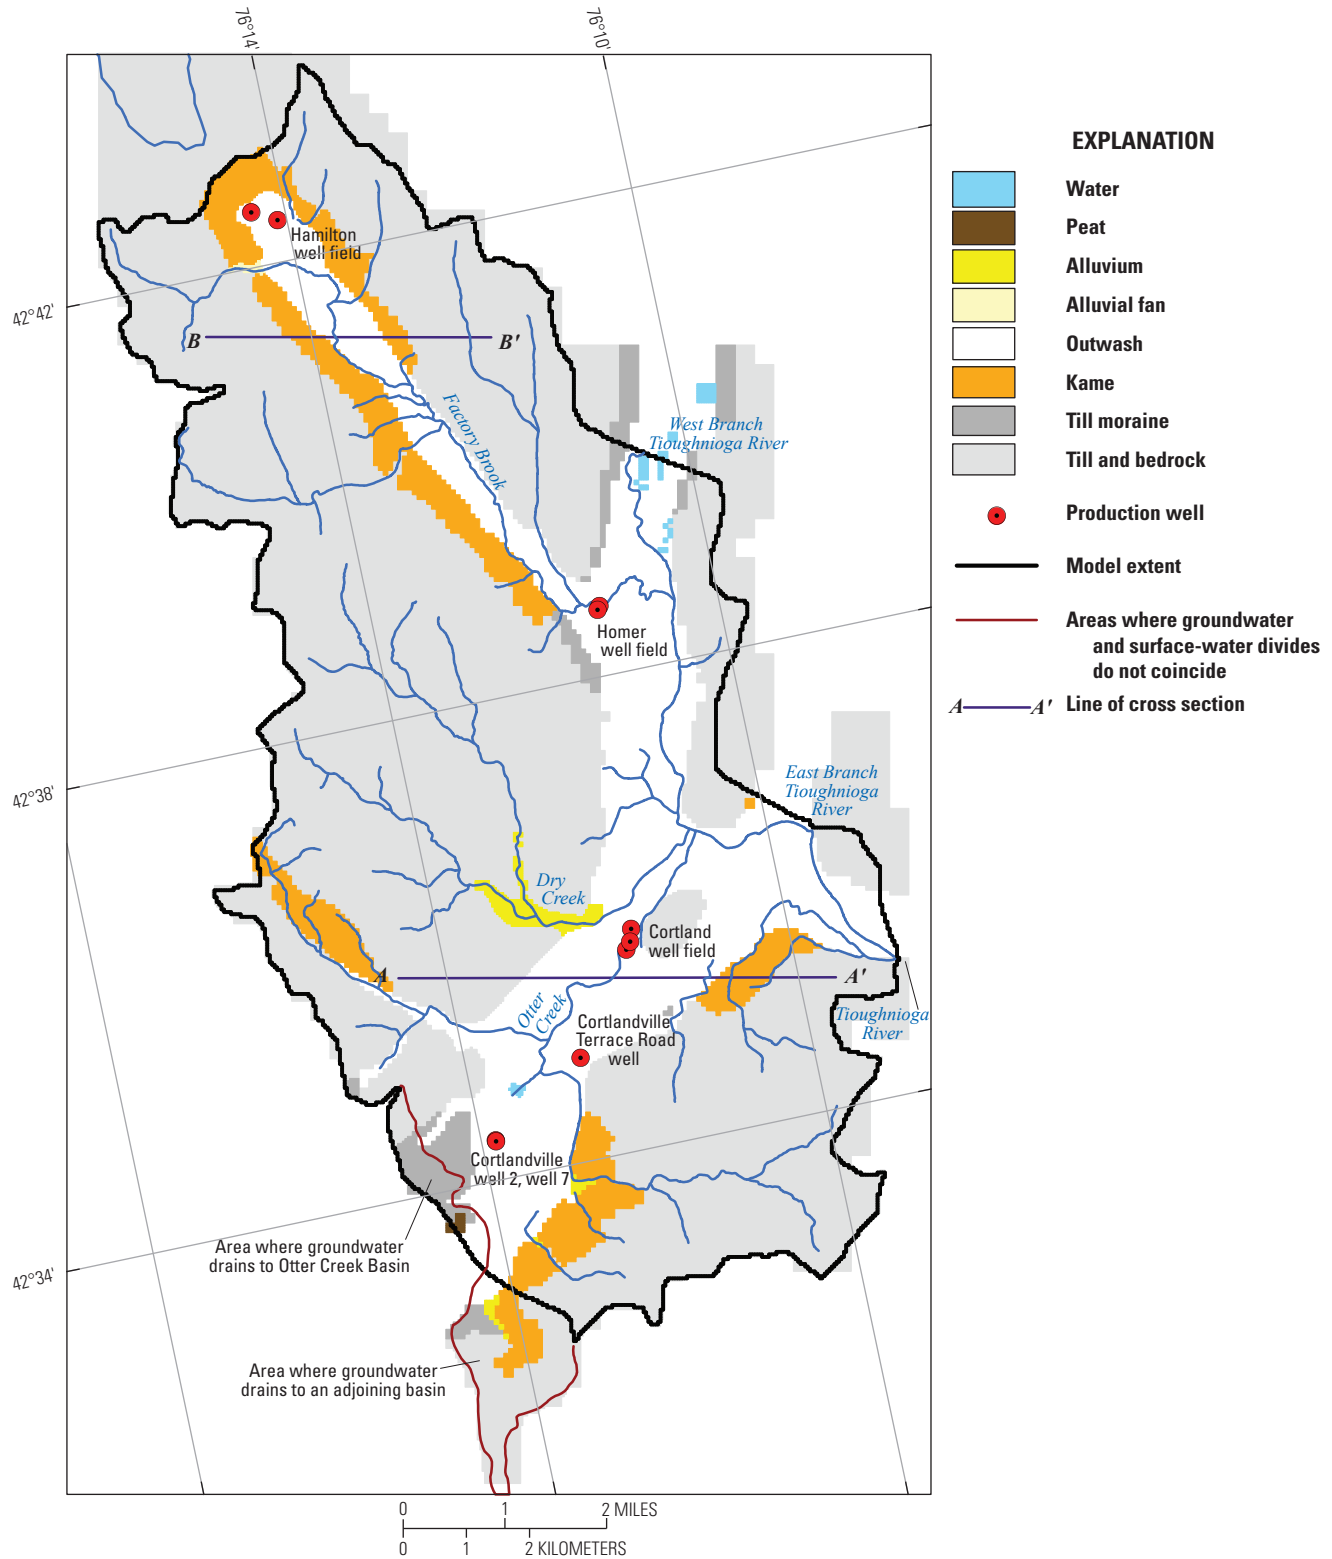 76°14'
76°10'
42°42'
42°38'
42°34'
Hamilton
well field
B
B'
Factory Brook
West Branch
Tioughnioga River
Homer
well field
East Branch
Tioughnioga
River
Dry
Creek
Cortland
well field
A
A'
Otter
Creek
Cortlandville
Terrace Road
well
Tioughnioga
River
Cortlandville
well 2, well 7
Area where groundwater
drains to Otter Creek Basin
Area where groundwater
drains to an adjoining basin
0 1 2 MILES
0 1 2 KILOMETERS
EXPLANATION
Water
Peat
Alluvium
Alluvial fan
Outwash
Kame
Till moraine
Till and bedrock
Production well
Model extent
Areas where groundwater
and surface-water divides
do not coincide
A A' Line of cross section